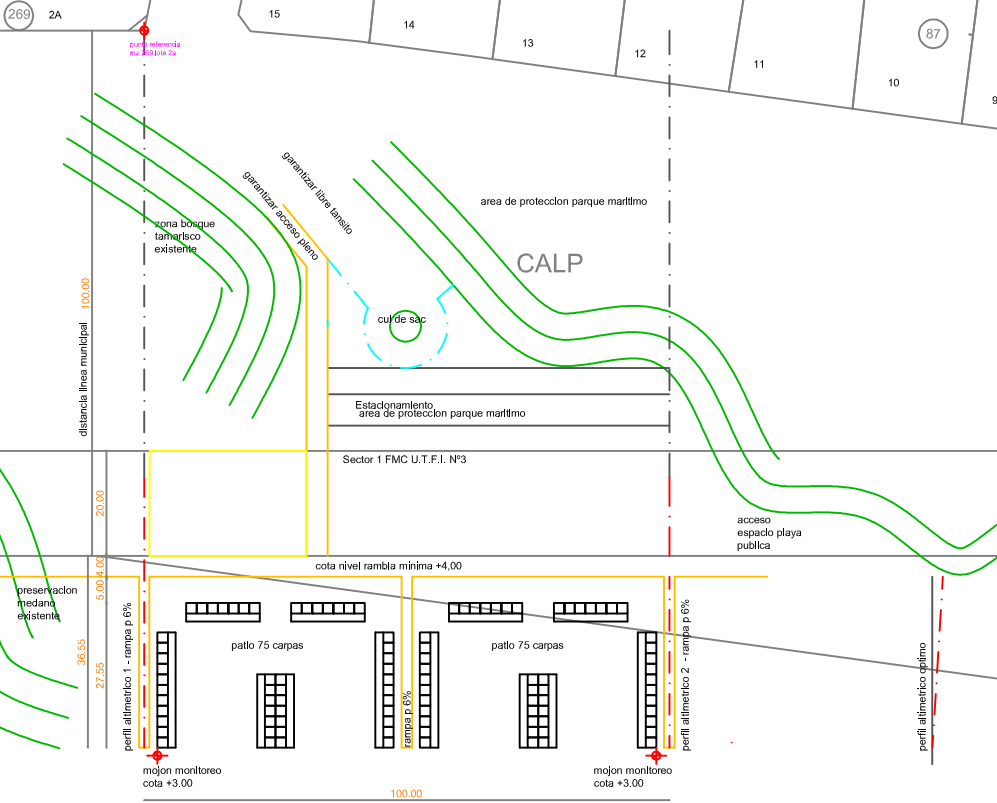 269
2A
15
14
13
12
11
10
9
87
punto referencia
mz 269 lote 2a
garantizar libre tansito
garantizar acceso pleno
area de proteccion parque maritimo
zona bosque
tamarisco
existente
CALP
cul de sac
distancia linea municipal
100.00
Estacionamiento
area de proteccion parque maritimo
Sector 1 FMC U.T.F.I. Nº3
20.00
acceso
espacio playa
publica
4.00
5.00
cota nivel rambla minima +4,00
preservacion
medano
existente
36.55
27.55
perfil altimetrico 1 - rampa p 6%
patio 75 carpas
rampa p 6%
patio 75 carpas
perfil altimetrico 2 - rampa p 6%
perfil altimetrico optimo
mojon monitoreo
cota +3.00
mojon monitoreo
cota +3.00
100.00